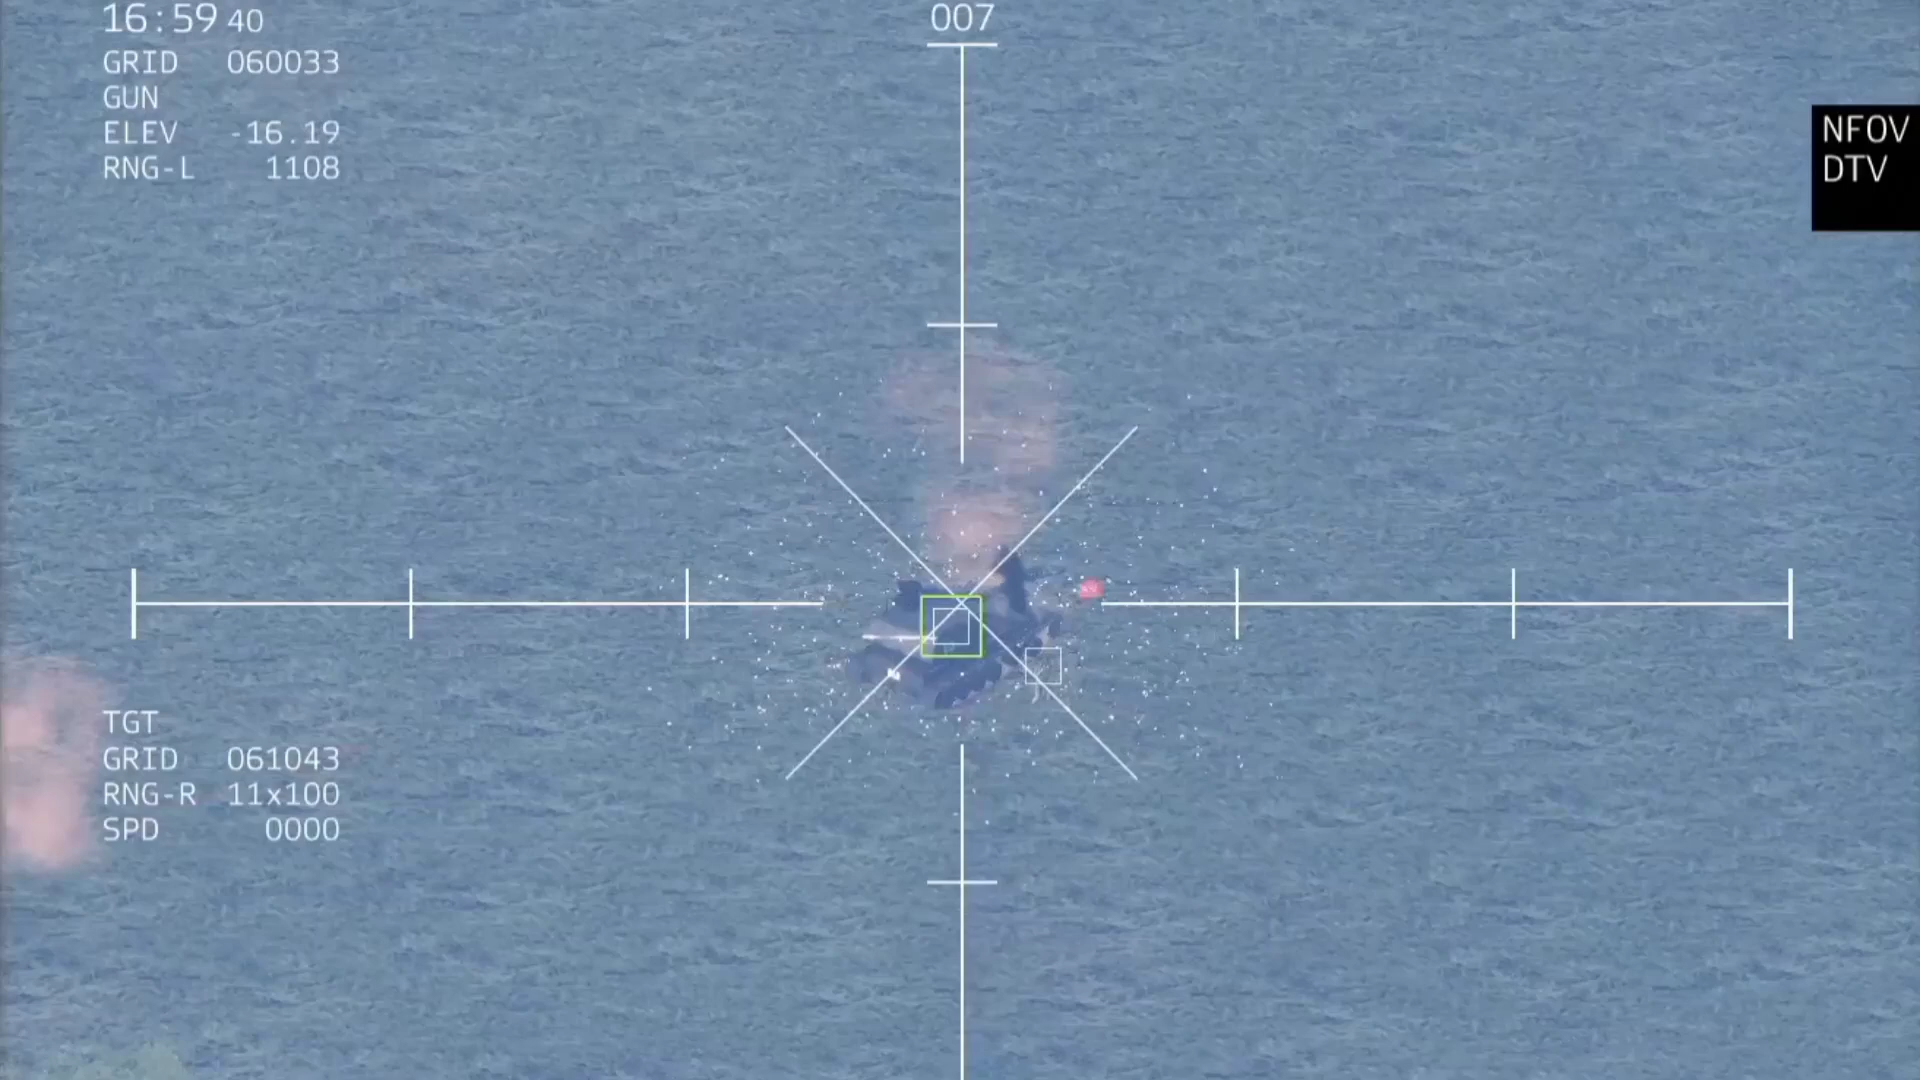 16:59 40
GRID 060033
GUN
ELEV -16.19
RNG-L 1108
007
NFOV
DTV
TGT
GRID 061043
RNG-R 11x100
SPD 0000